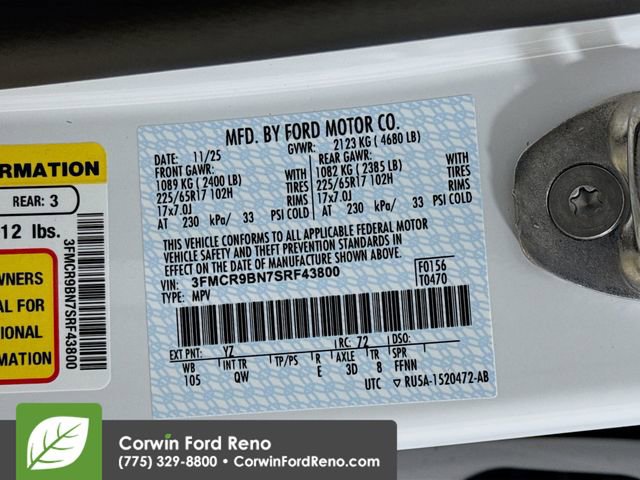 MFD. BY FORD MOTOR CO.
DATE: 11/25 GVWR: 2123 KG ( 4680 LB)
FRONT GAWR: REAR GAWR:
1089 KG ( 2400 LB) WITH 1082 KG ( 2385 LB) WITH
225/65R17 102H TIRES 225/65R17 102H TIRES
17x7.0J RIMS 17x7.0J RIMS
AT 230 kPa/ 33 PSI COLD AT 230 kPa/ 33 PSI COLD
THIS VEHICLE CONFORMS TO ALL APPLICABLE FEDERAL MOTOR
VEHICLE SAFETY AND THEFT PREVENTION STANDARDS IN
EFFECT ON THE DATE OF MANUFACTURE SHOWN ABOVE.
VIN: 3FMCR9BN7SRF43800 F0156
TYPE: MPV T0470
EXT PNT: YZ RC: 72 DSO:
WB INT TR TP/PS R AXLE TR SPR
105 QW E 3D 8 FFNN
UTC RU5A-1520472-AB
ORMATION
REAR: 3
12 lbs.
WNERS
AL FOR
IONAL
MATION
3FMCR9BN7SRF43800
Corwin Ford Reno
(775) 329-8800 • CorwinFordReno.com